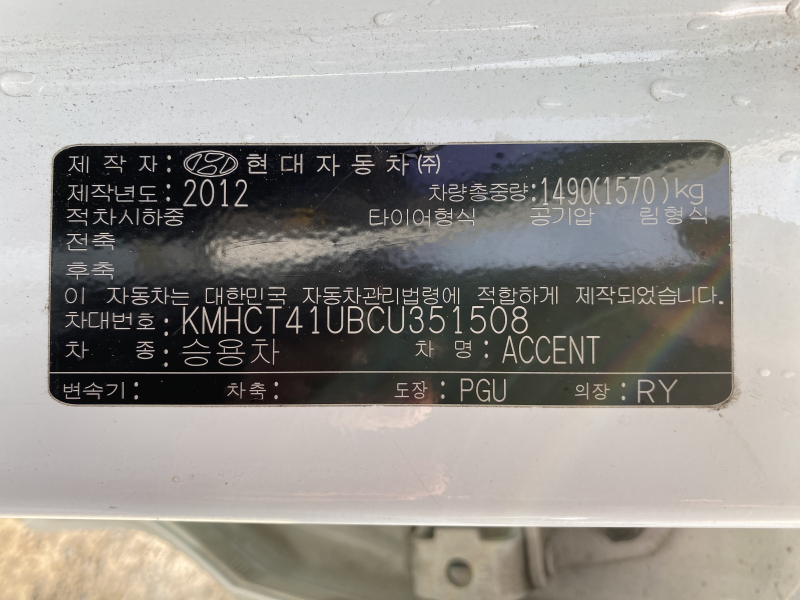 제작자: 현대자동차㈜
제작년도: 2012 차량총중량:1490(1570)kg
적차시하중 타이어형식 공기압 림형식
전축
후축
이 자동차는 대한민국 자동차관리법령에 적합하게 제작되었습니다.
차대번호: KMHCT41UBCU351508
차 종: 승용차 차 명: ACCENT
변속기: 차축: 도장: PGU 의장: RY